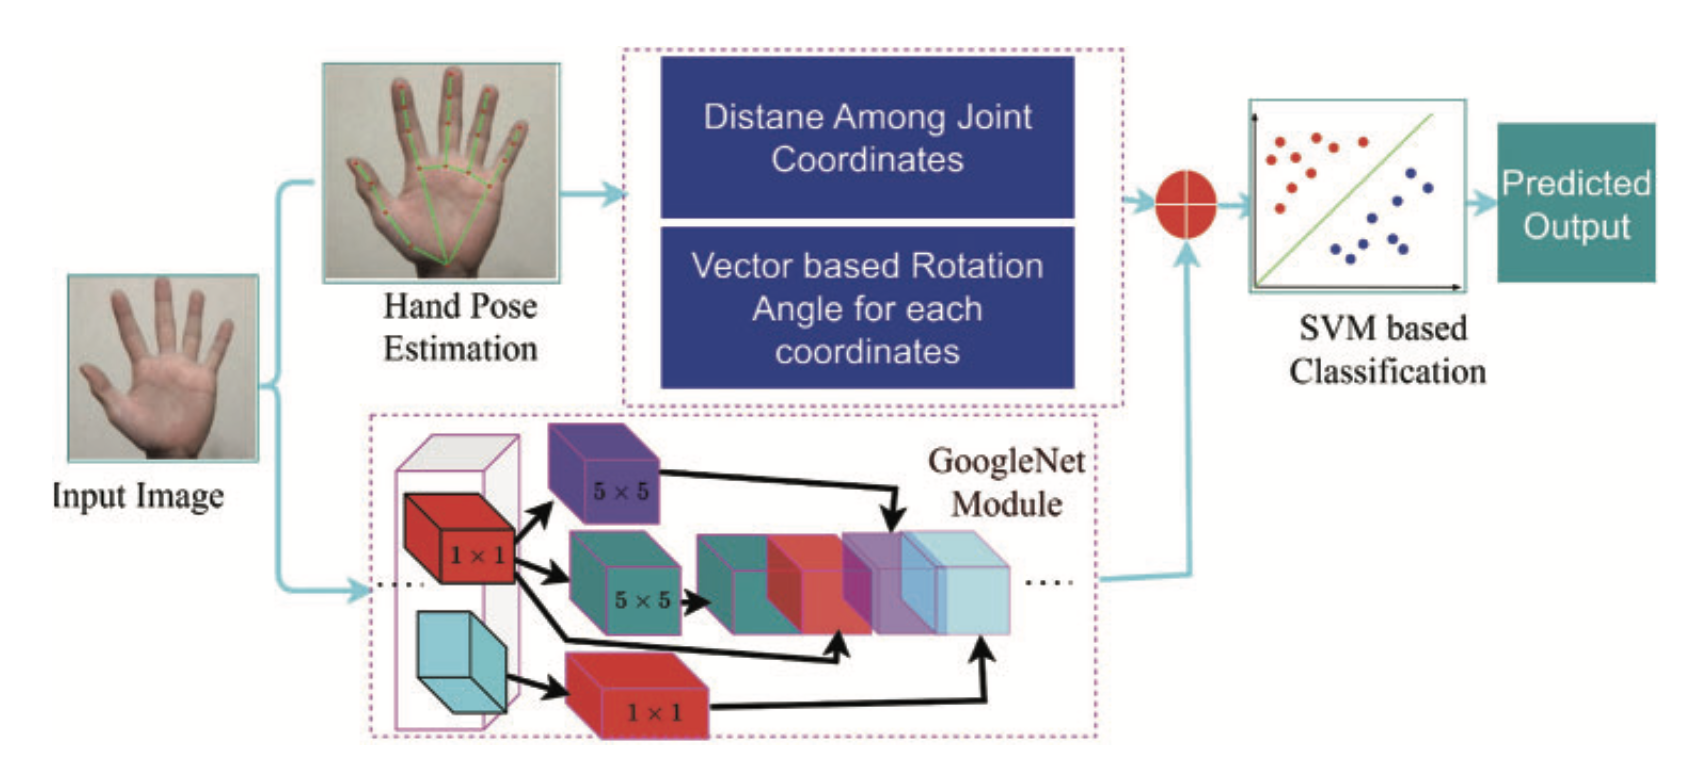 Distane Among Joint
Coordinates
Vector based Rotation
Angle for each
coordinates
Hand Pose
Estimation
Input Image
SVM based
Classification
Predicted
Output
GoogleNet
Module
5 × 5
1 × 1
5 × 5
1 × 1